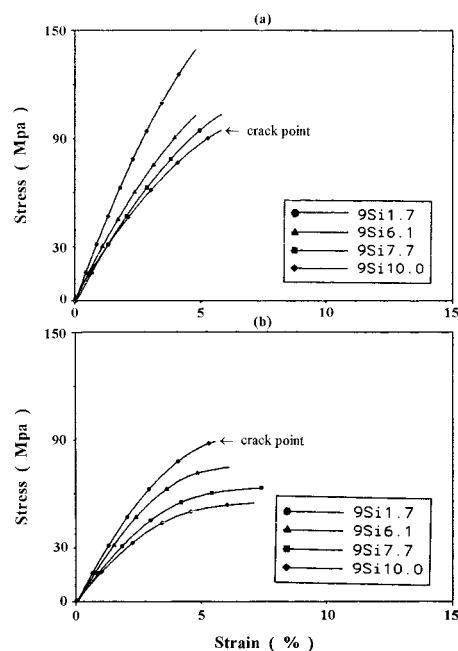 (a)
150
90
30
0
Stress ( Mpa )
← crack point
9Si1.7
9Si6.1
9Si7.7
9Si10.0
0 5 10 15
(b)
150
90
30
0
Stress ( Mpa )
← crack point
9Si1.7
9Si6.1
9Si7.7
9Si10.0
0 5 10 15
Strain ( % )